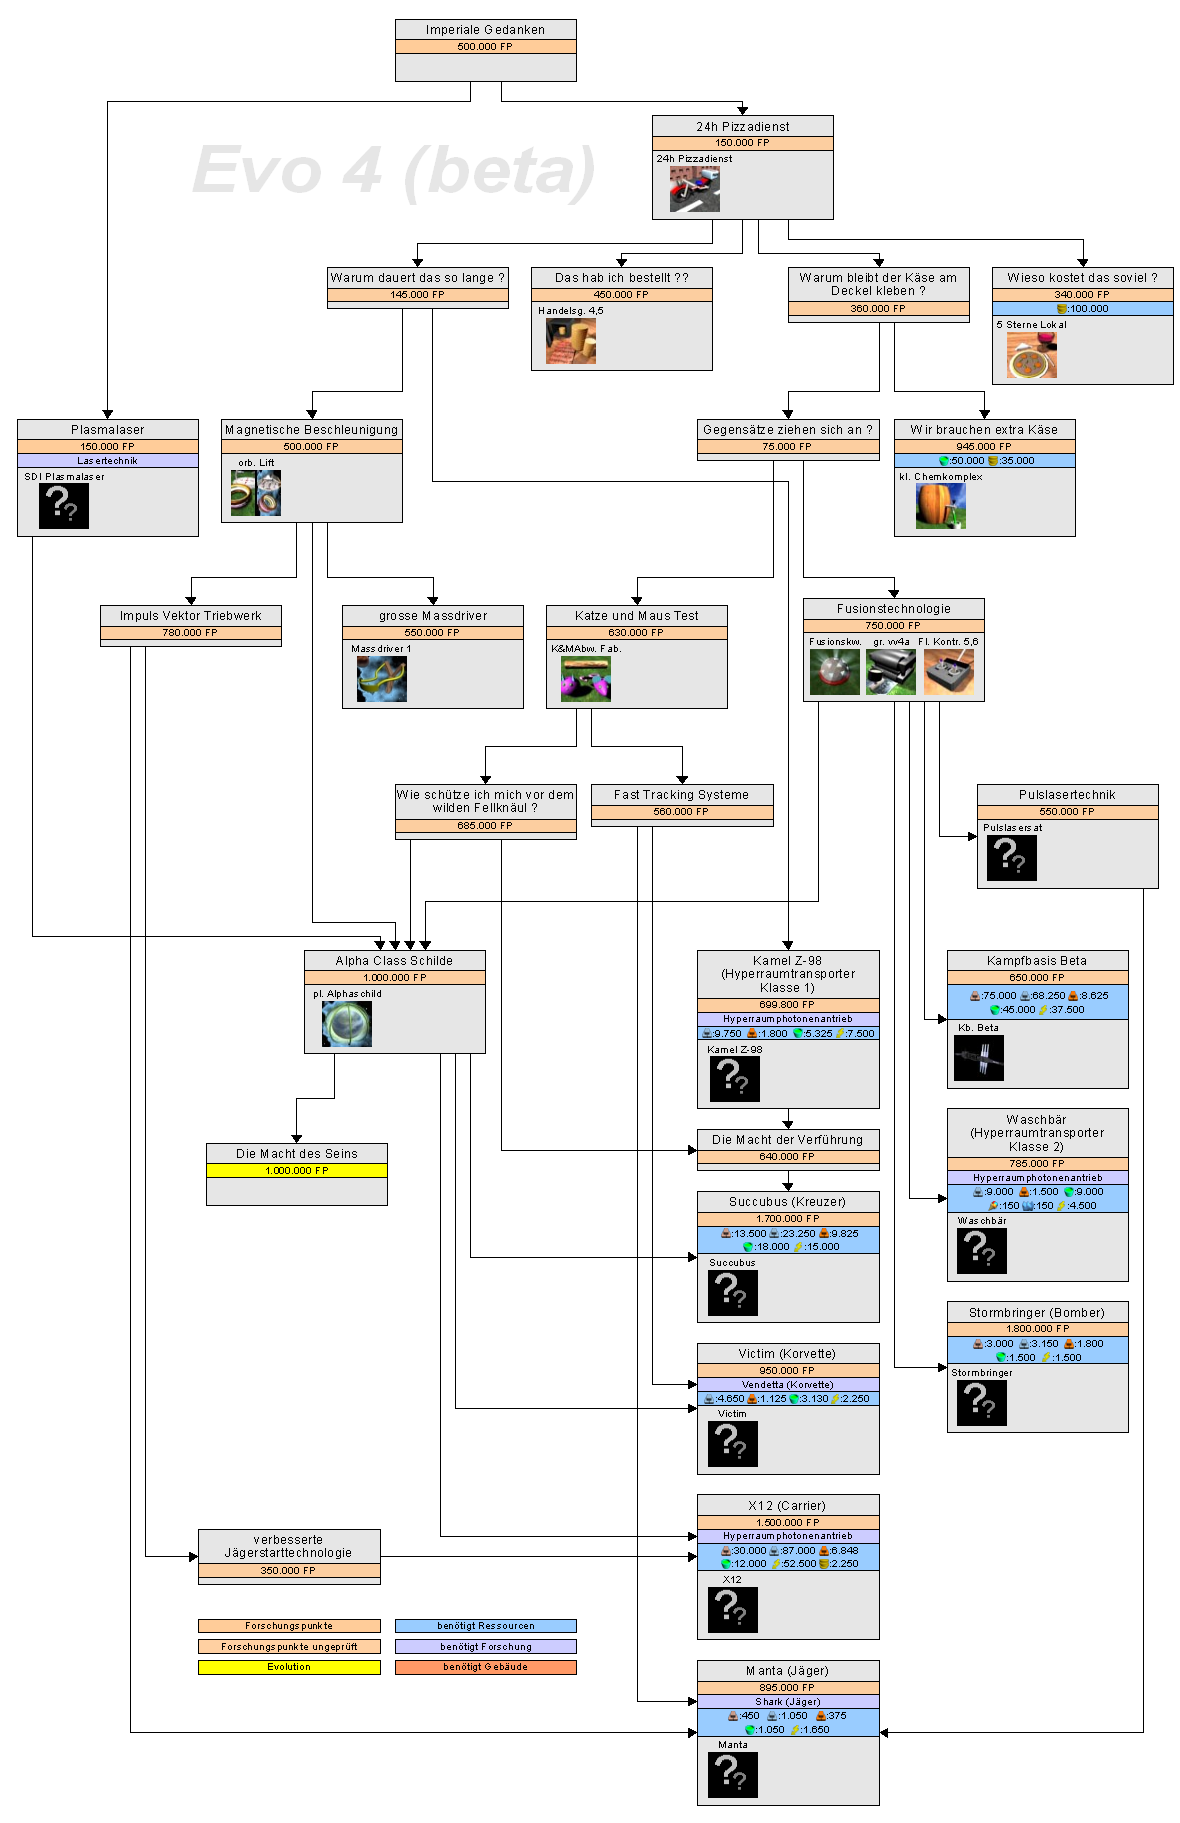 Imperiale Gedanken
500.000 FP
Evo 4 (beta)
24h Pizzadienst
150.000 FP
24h Pizzadienst
Warum dauert das so lange ?
145.000 FP
Das hab ich bestellt ??
450.000 FP
Handelsg. 4,5
Warum bleibt der Käse am
Deckel kleben ?
360.000 FP
Wieso kostet das soviel ?
340.000 FP
:100.000
5 Sterne Lokal
Plasmalaser
150.000 FP
Lasertechnik
SDI Plasmalaser
Magnetische Beschleunigung
500.000 FP
orb. Lift
Gegensätze ziehen sich an ?
75.000 FP
Wir brauchen extra Käse
945.000 FP
:50.000 :35.000
kl. Chemkomplex
Impuls Vektor Triebwerk
780.000 FP
grosse Massdriver
550.000 FP
Massdriver 1
Katze und Maus Test
630.000 FP
K&MAbw. Fab.
Fusionstechnologie
750.000 FP
Fusionskw. gr. vv4a Fl. Kontr. 5,6
Wie schütze ich mich vor dem
wilden Fellknäul ?
685.000 FP
Fast Tracking Systeme
560.000 FP
Pulslasertechnik
550.000 FP
Pulslasersat
Alpha Class Schilde
1.000.000 FP
pl. Alphaschild
Kamel Z-98
(Hyperraumtransporter
Klasse 1)
699.800 FP
Hyperraumphotonenantrieb
:9.750 :1.800 :5.325 :7.500
Kamel Z-98
Kampfbasis Beta
650.000 FP
:75.000 :68.250 :8.625
:45.000 :37.500
Kb. Beta
Die Macht des Seins
1.000.000 FP
Die Macht der Verführung
640.000 FP
Waschbär
(Hyperraumtransporter
Klasse 2)
785.000 FP
Hyperraumphotonenantrieb
:9.000 :1.500 :9.000
:150 :150 :4.500
Waschbär
Succubus (Kreuzer)
1.700.000 FP
:13.500 :23.250 :9.825
:18.000 :15.000
Succubus
Stormbringer (Bomber)
1.800.000 FP
:3.000 :3.150 :1.800
:1.500 :1.500
Stormbringer
Victim (Korvette)
950.000 FP
Vendetta (Korvette)
:4.650 :1.125 :3.130 :2.250
Victim
X12 (Carrier)
1.500.000 FP
Hyperraumphotonenantrieb
:30.000 :87.000 :6.848
:12.000 :52.500 :2.250
X12
verbesserte
Jägerstarttechnologie
350.000 FP
Forschungspunkte
benötigt Ressourcen
Forschungspunkte ungeprüft
benötigt Forschung
Evolution
benötigt Gebäude
Manta (Jäger)
895.000 FP
Shark (Jäger)
:450 :1.050 :375
:1.050 :1.650
Manta